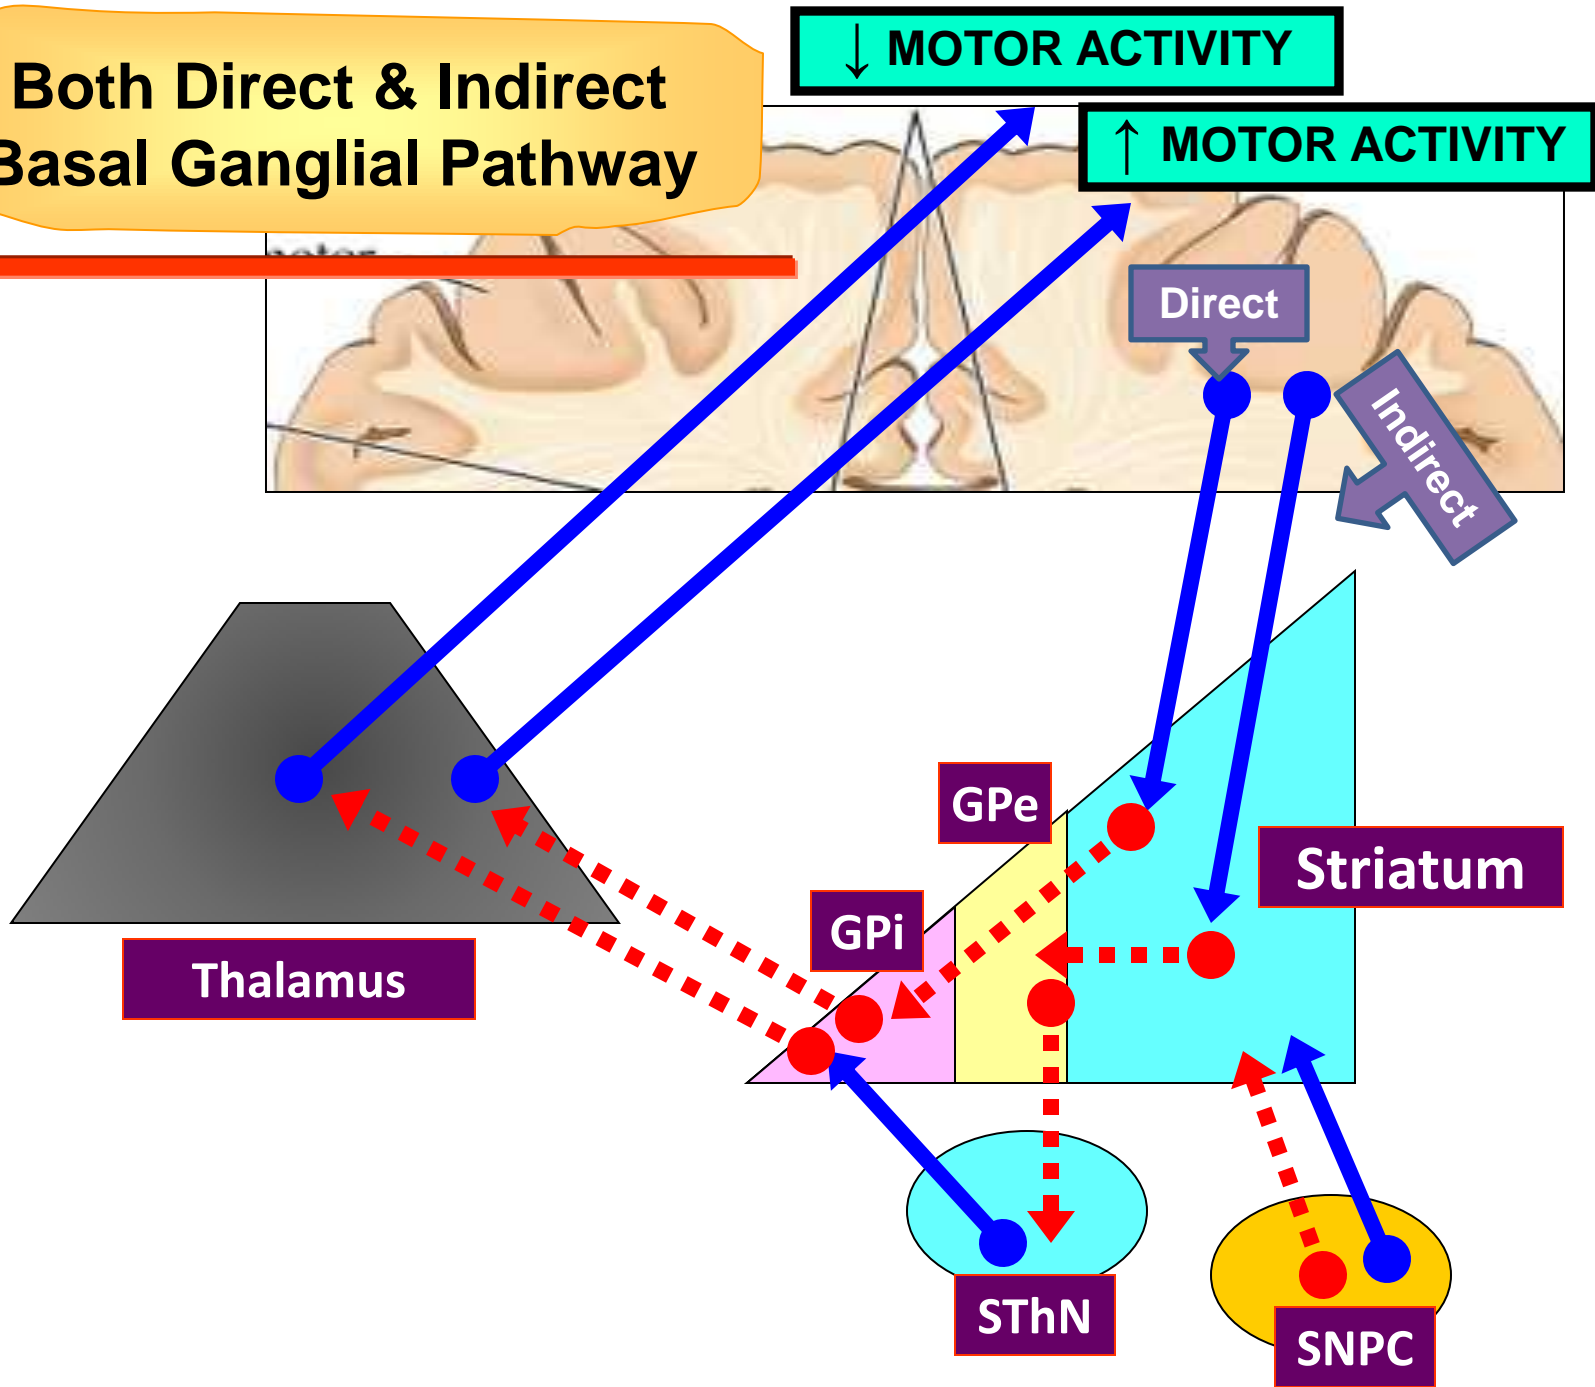 Both Direct & Indirect
Basal Ganglial Pathway
↓ MOTOR ACTIVITY
↑ MOTOR ACTIVITY
Direct
Indirect
GPe
Striatum
GPi
Thalamus
SThN
SNPC